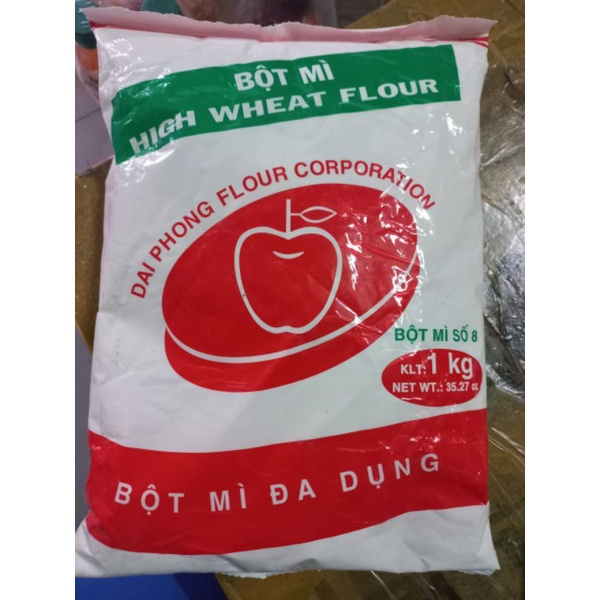 BỘT MÌ
HIGH WHEAT FLOUR
DAI PHONG FLOUR CORPORATION
BỘT MÌ SỐ 8
KLT: 1 kg
NET WT.: 35.27 oz
BỘT MÌ ĐA DỤNG